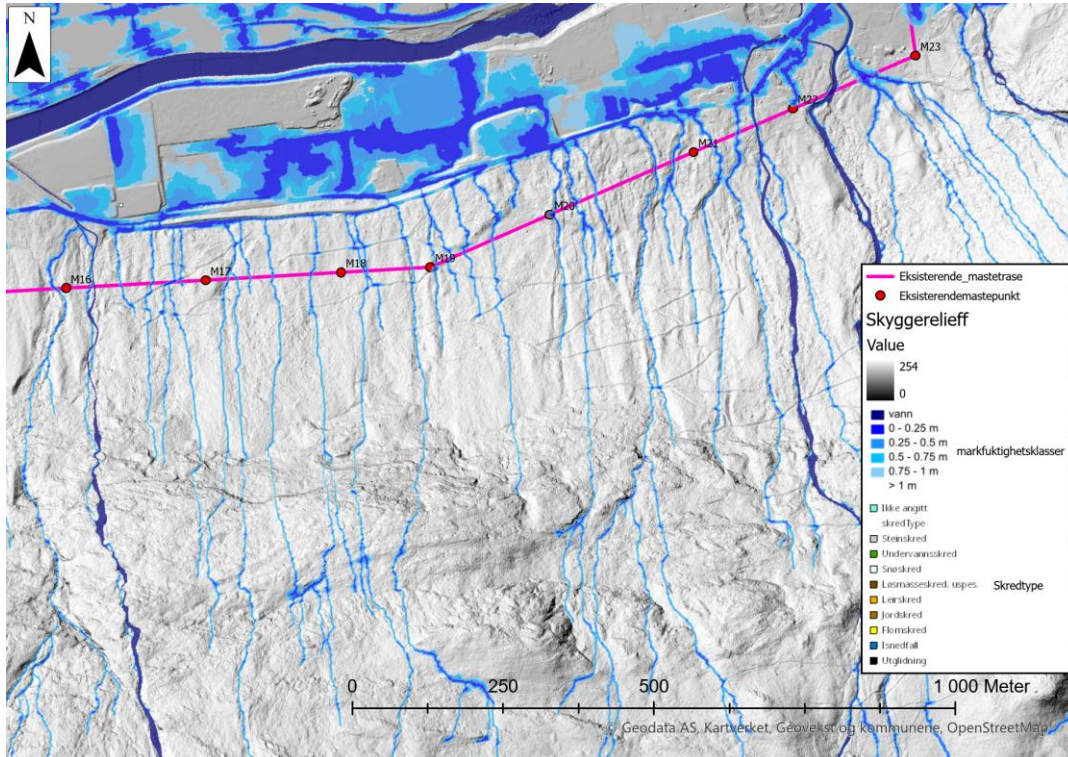 N
M23
M22
M21
M20
M19
M18
M17
M16
Eksisterende_mastetrase
Eksisterendemastepunkt
Skyggerelieff
Value
254
0
vann
0 - 0.25 m
0.25 - 0.5 m
0.5 - 0.75 m
0.75 - 1 m
> 1 m
markfuktighetsklasser
Ikke angitt
skredType
Steinskred
Undervannsskred
Snøskred
Løsmasseskred, uspes.
Leirskred
Jordskred
Flomskred
Isnedfall
Utglidning
Skredtype
0 250 500 1 000 Meter
© Geodata AS, Kartverket, Geovekst og kommunene, OpenStreetMap